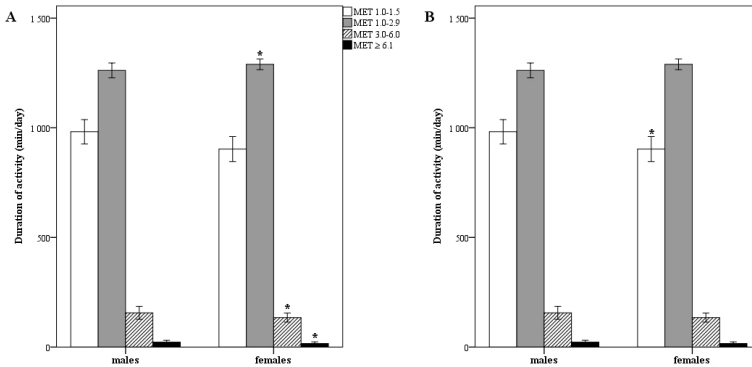 A
Duration of activity (min/day)
1 500
1 000
500
0
*
*
*
males
females
MET 1.0-1.5
MET 1.0-2.9
MET 3.0-6.0
MET ≥ 6.1
B
Duration of activity (min/day)
1 500
1 000
500
0
*
males
females